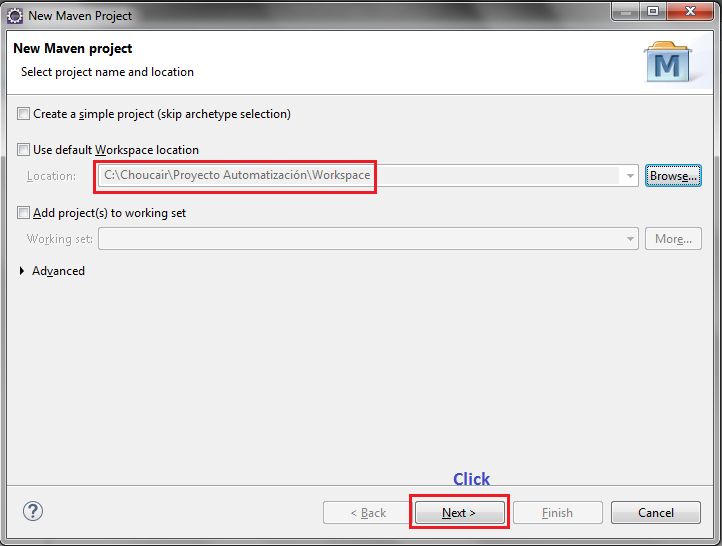 New Maven Project
New Maven project
Select project name and location
M
Create a simple project (skip archetype selection)
Use default Workspace location
Location: C:\Choucair\Proyecto Automatización\Workspace Browse...
Add project(s) to working set
Working set: More...
Advanced
Click
? < Back Next > Finish Cancel